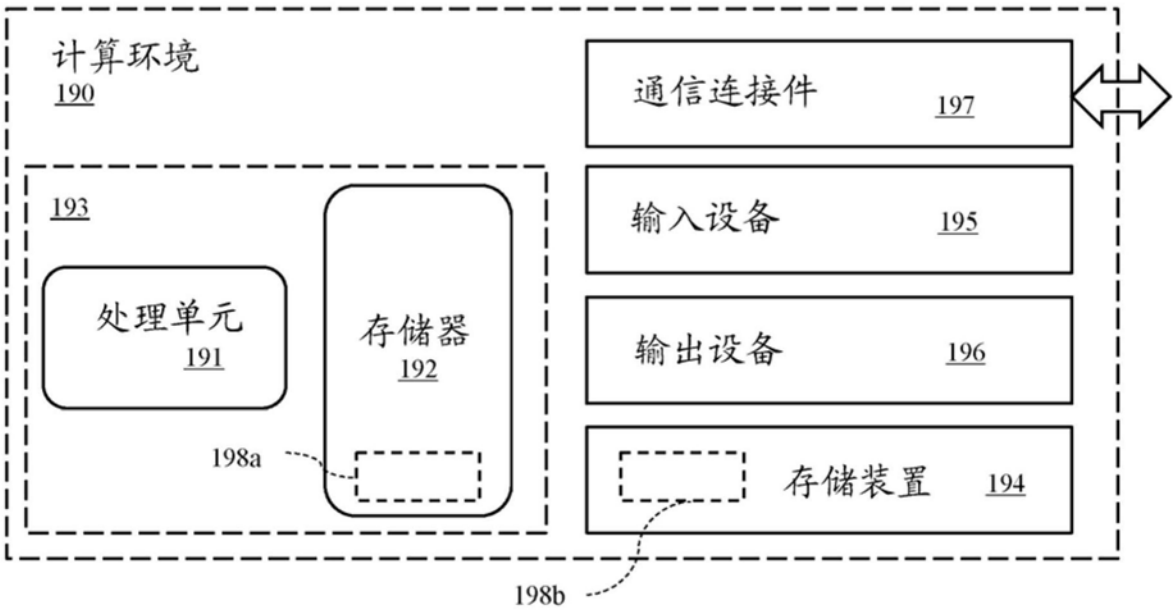 计算环境
190
193
处理单元
191
存储器
192
198a
通信连接件
197
输入设备
195
输出设备
196
存储装置
194
198b